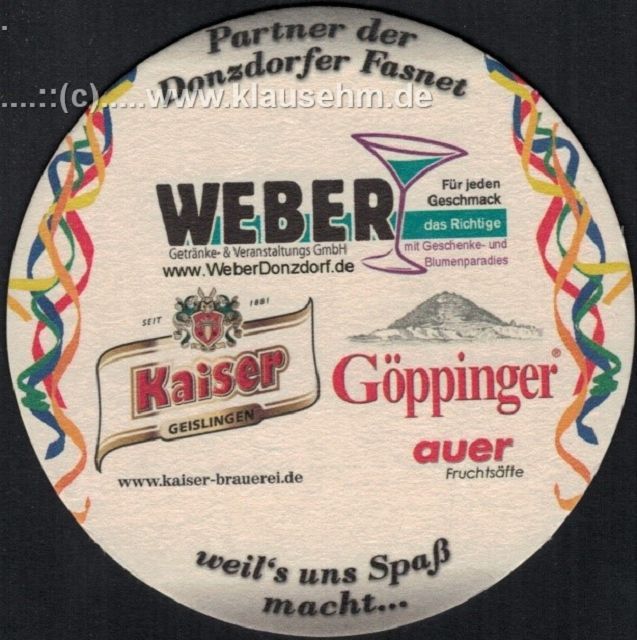 Partner der
Donzdorfer Fasnet
....::(c).....www.klausehm.de
WEBER
Getränke- & Veranstaltungs GmbH
www.WeberDonzdorf.de
Für jeden
Geschmack
das Richtige
mit Geschenke- und
Blumenparadies
SEIT 1881
Kaiser
GEISLINGEN
www.kaiser-brauerei.de
Göppinger®
auer
Fruchtsäfte
weil's uns Spaß
macht...